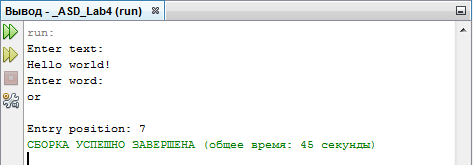 Вывод - _ASD_Lab4 (run)
run:
Enter text:
Hello world!
Enter word:
or
Entry position: 7
СБОРКА УСПЕШНО ЗАВЕРШЕНА (общее время: 45 секунды)